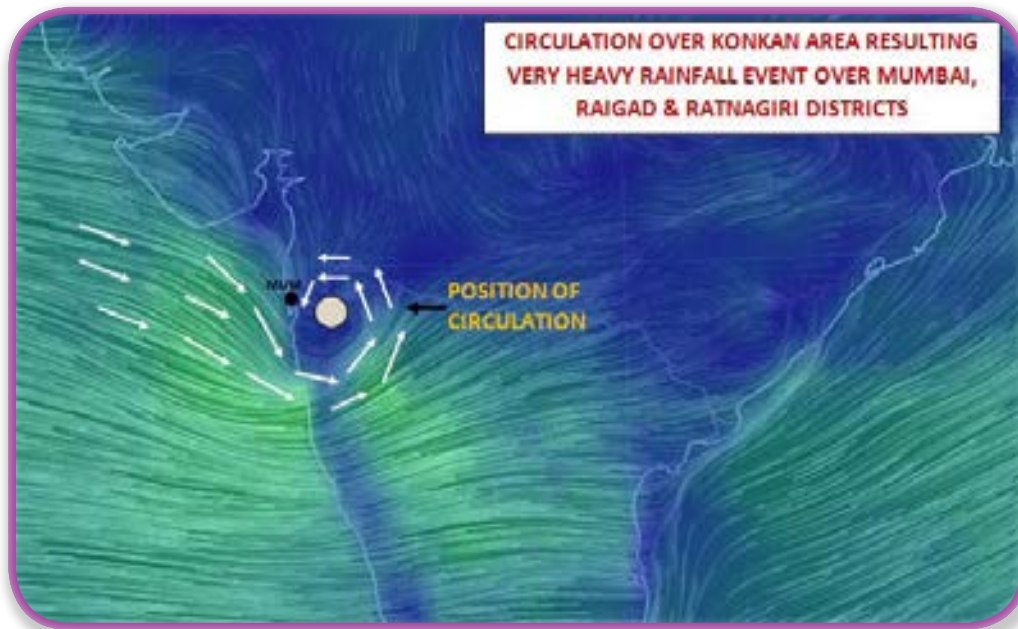 CIRCULATION OVER KONKAN AREA RESULTING
VERY HEAVY RAINFALL EVENT OVER MUMBAI,
RAIGAD & RATNAGIRI DISTRICTS
MUM
POSITION OF
CIRCULATION